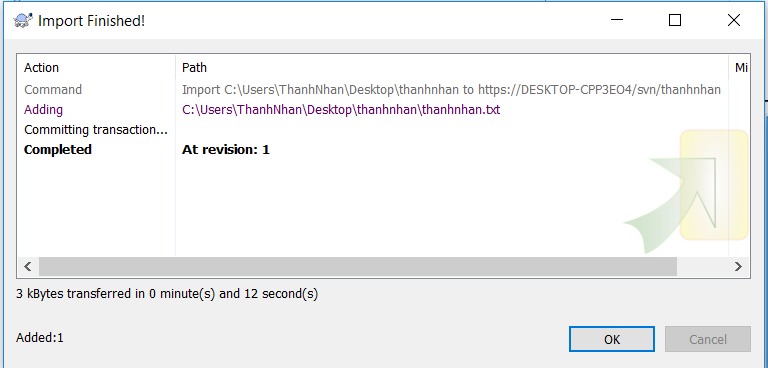 Import Finished!
Action Path Mi
Command Import C:\Users\ThanhNhan\Desktop\thanhnhan to https://DESKTOP-CPP3EO4/svn/thanhnhan
Adding C:\Users\ThanhNhan\Desktop\thanhnhan\thanhnhan.txt
Committing transaction...
Completed At revision: 1
3 kBytes transferred in 0 minute(s) and 12 second(s)
Added:1
OK Cancel